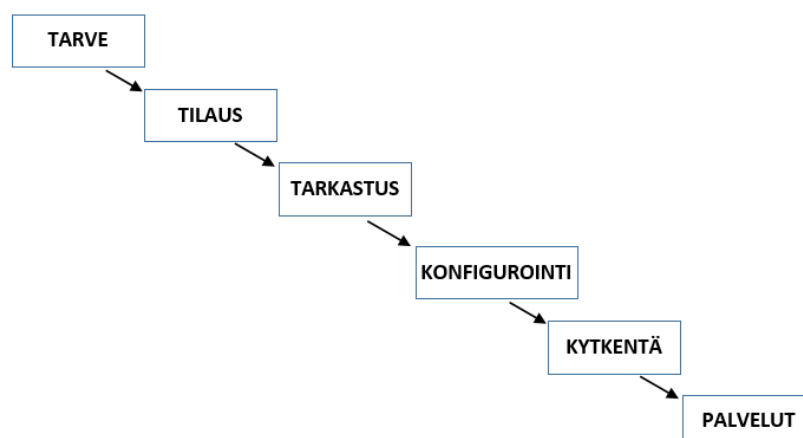 TARVE
TILAUS
TARKASTUS
KONFIGUROINTI
KYTKENTÄ
PALVELUT